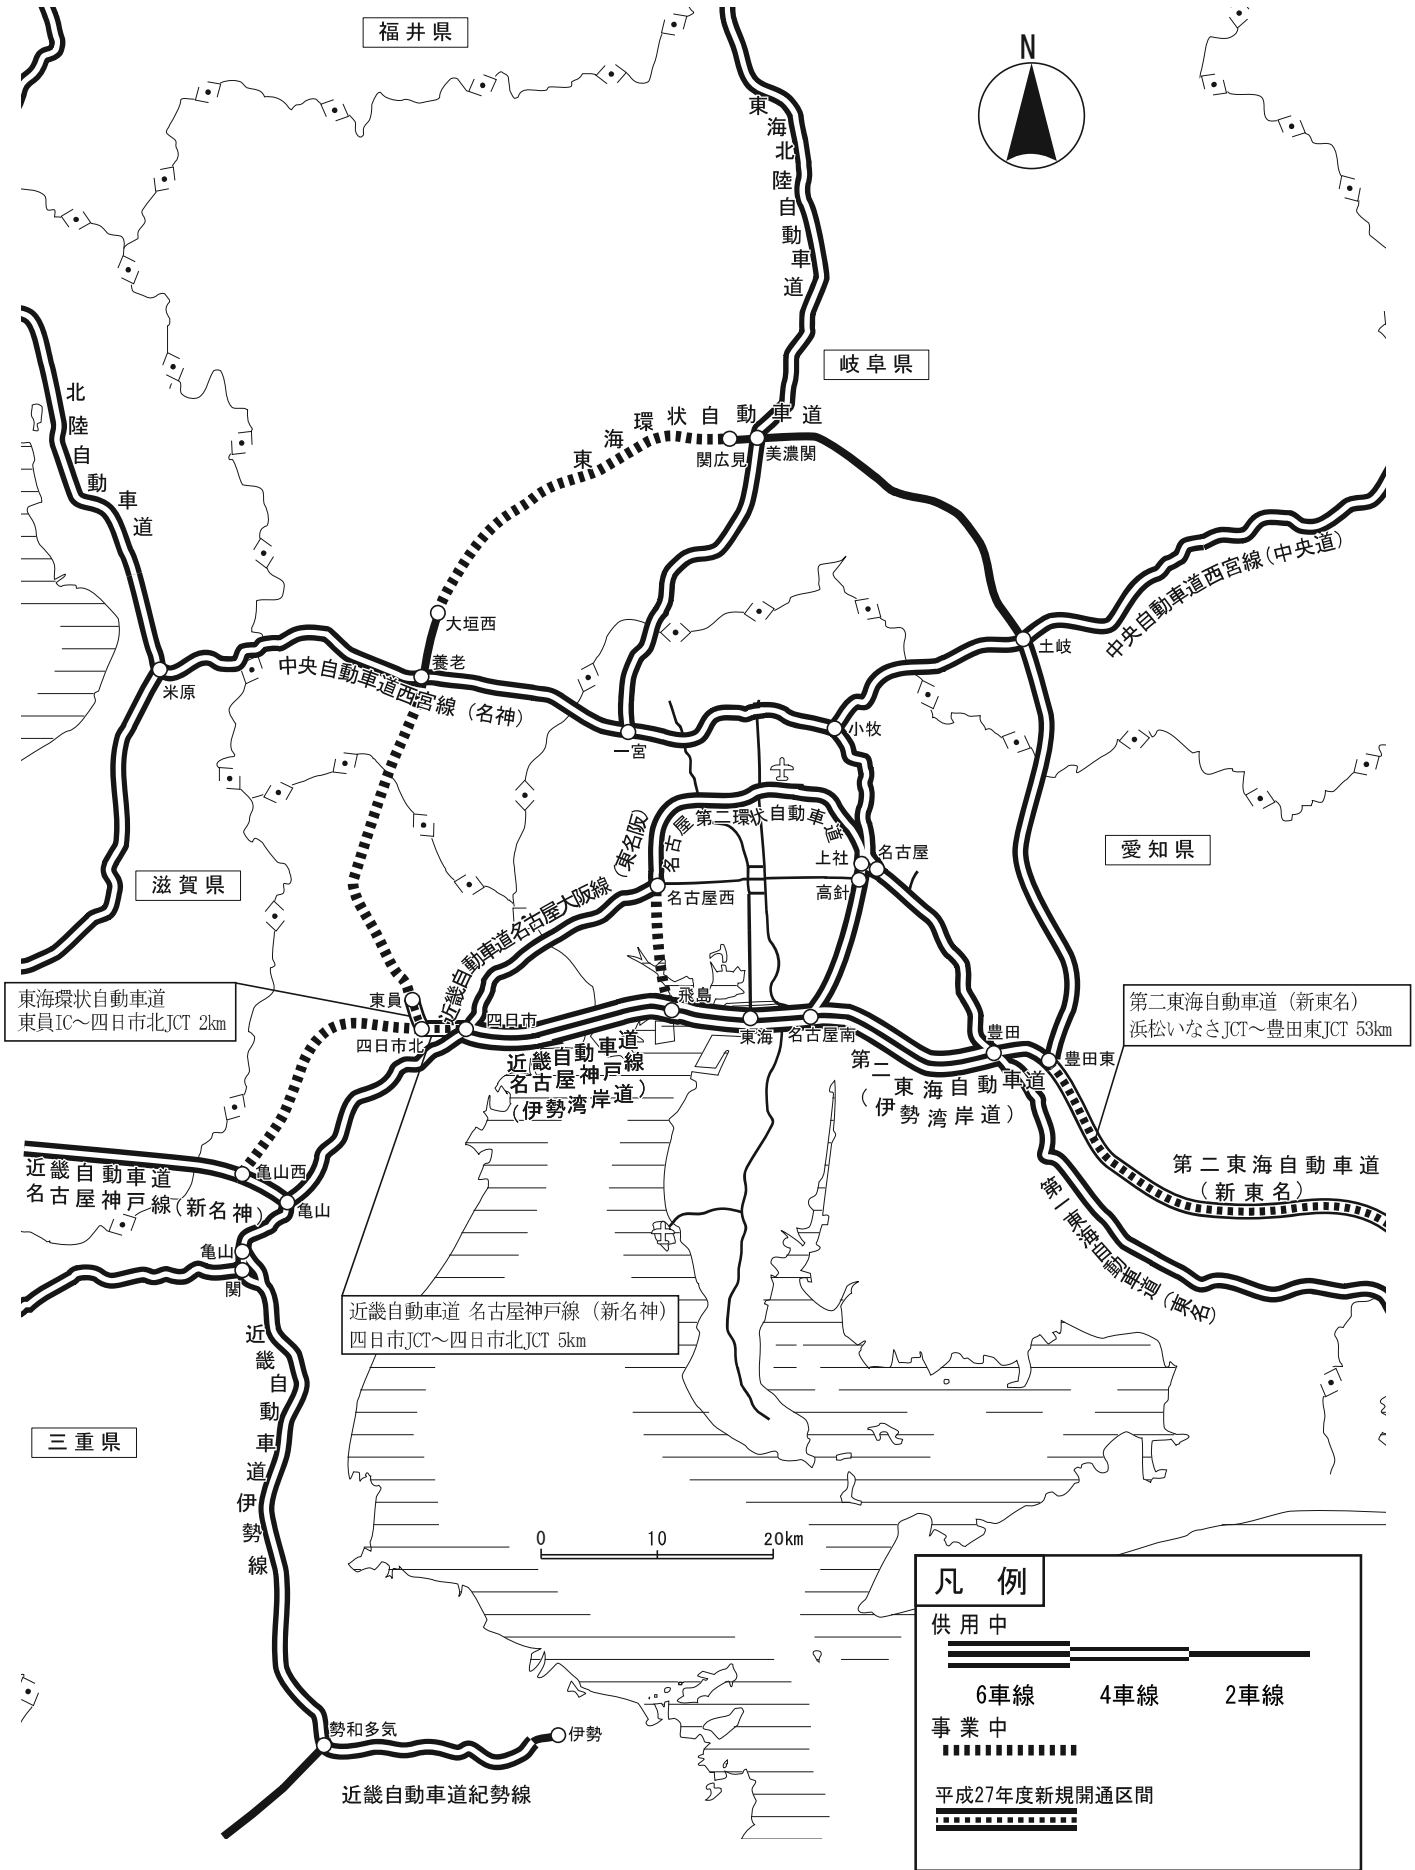 福井県
N
東海北陸自動車道
岐阜県
北陸自動車道
東海環状自動車道
関広見
美濃関
中央自動車道西宮線(中央道)
大垣西
土岐
養老
米原
中央自動車道西宮線(名神)
一宮
小牧
名古屋第二環状自動車道
愛知県
滋賀県
上社
名古屋
高針
名古屋西
近畿自動車道名古屋大阪線(東名阪)
東海環状自動車道
東員IC～四日市北JCT 2km
東員
飛島
四日市
四日市北
東海
名古屋南
豊田
豊田東
第二東海自動車道(新東名)
浜松いなさJCT～豊田東JCT 53km
近畿自動車道
名古屋神戸線
(伊勢湾岸道)
第二東海自動車道
(伊勢湾岸道)
近畿自動車道
名古屋神戸線(新名神)
亀山西
亀山
第二東海自動車道
(新東名)
第一東海自動車道(東名)
亀山
関
近畿自動車道 名古屋神戸線(新名神)
四日市JCT～四日市北JCT 5km
近畿自動車道伊勢線
三重県
0 10 20km
凡 例
供用中
6車線 4車線 2車線
事業中
平成27年度新規開通区間
勢和多気
伊勢
近畿自動車道紀勢線